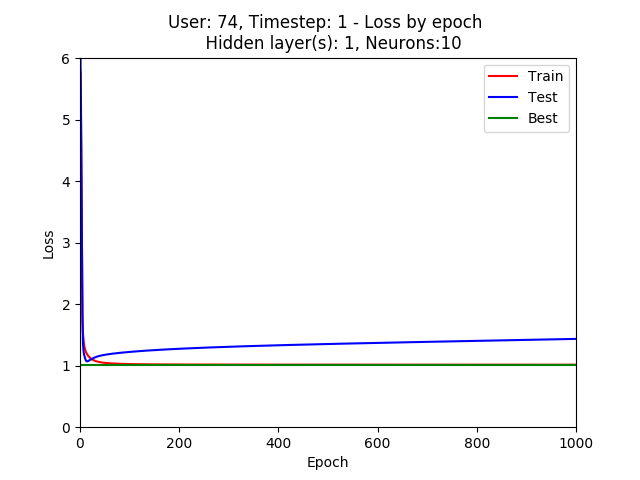 User: 74, Timestep: 1 - Loss by epoch
Hidden layer(s): 1, Neurons:10
6
5
4
3
2
1
0
Loss
Train
Test
Best
0 200 400 600 800 1000
Epoch